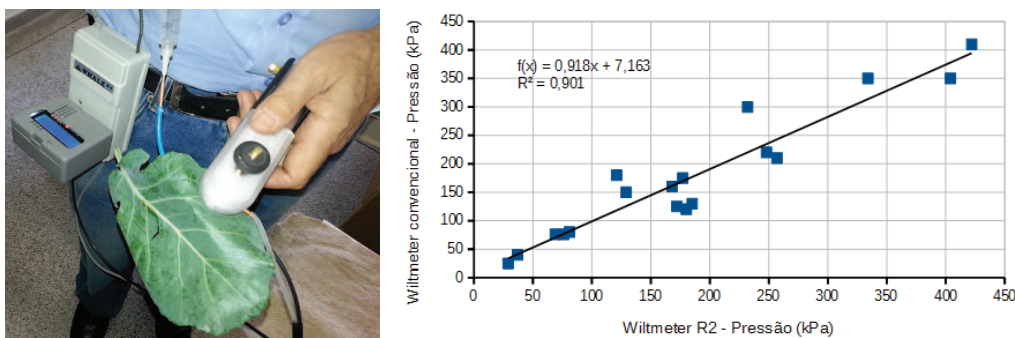 WHALE
Wiltmeter convencional - Pressão (kPa)
450
400
350
300
250
200
150
100
50
0
f(x) = 0,918x + 7,163
R² = 0,901
0 50 100 150 200 250 300 350 400 450
Wiltmeter R2 - Pressão (kPa)